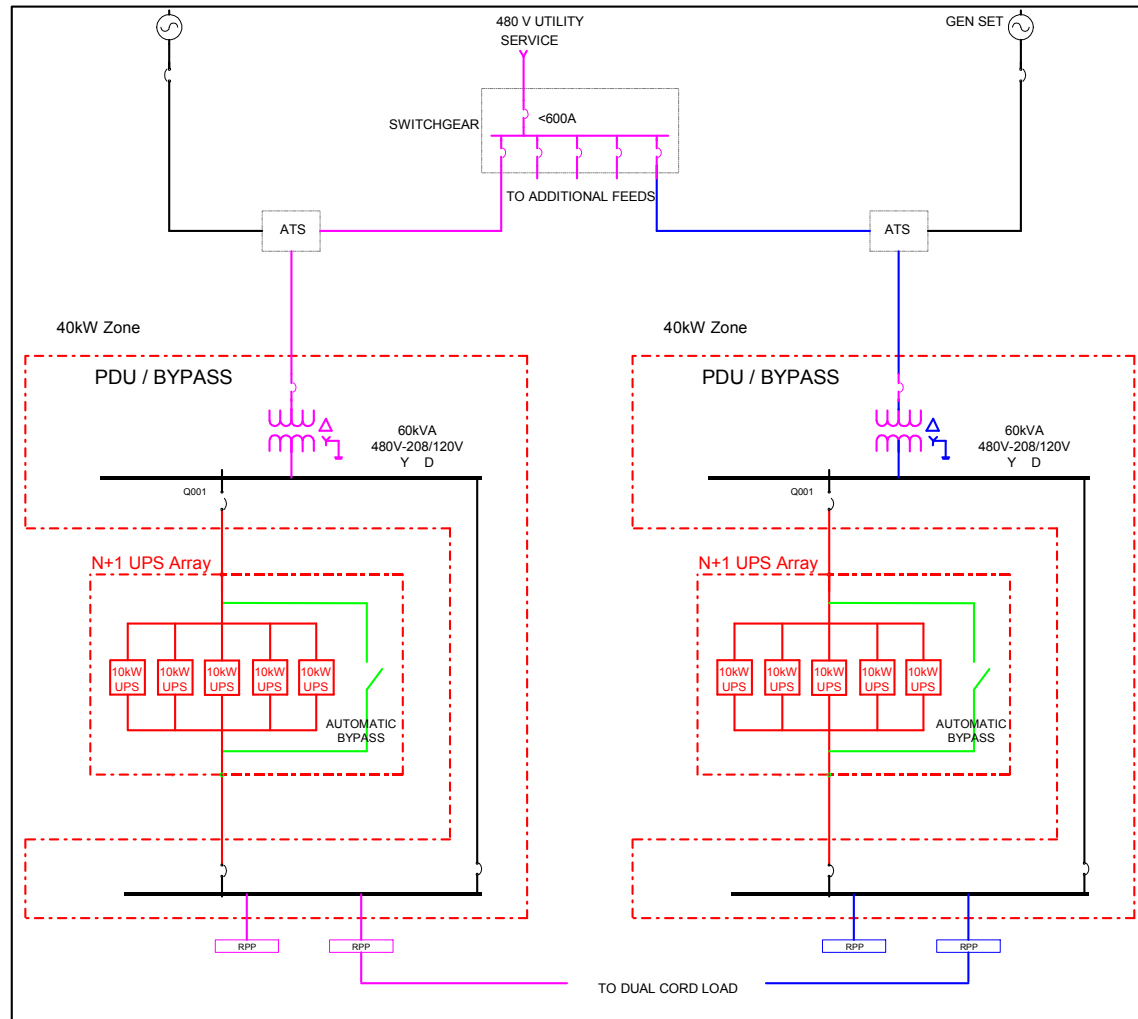 480 V UTILITY
SERVICE
GEN SET
SWITCHGEAR
<600A
TO ADDITIONAL FEEDS
ATS
ATS
40kW Zone
40kW Zone
PDU / BYPASS
PDU / BYPASS
60kVA
480V-208/120V
Y D
60kVA
480V-208/120V
Y D
Q001
Q001
N+1 UPS Array
N+1 UPS Array
10kW
UPS
10kW
UPS
10kW
UPS
10kW
UPS
10kW
UPS
10kW
UPS
10kW
UPS
10kW
UPS
10kW
UPS
10kW
UPS
AUTOMATIC
BYPASS
AUTOMATIC
BYPASS
RPP
RPP
RPP
RPP
TO DUAL CORD LOAD